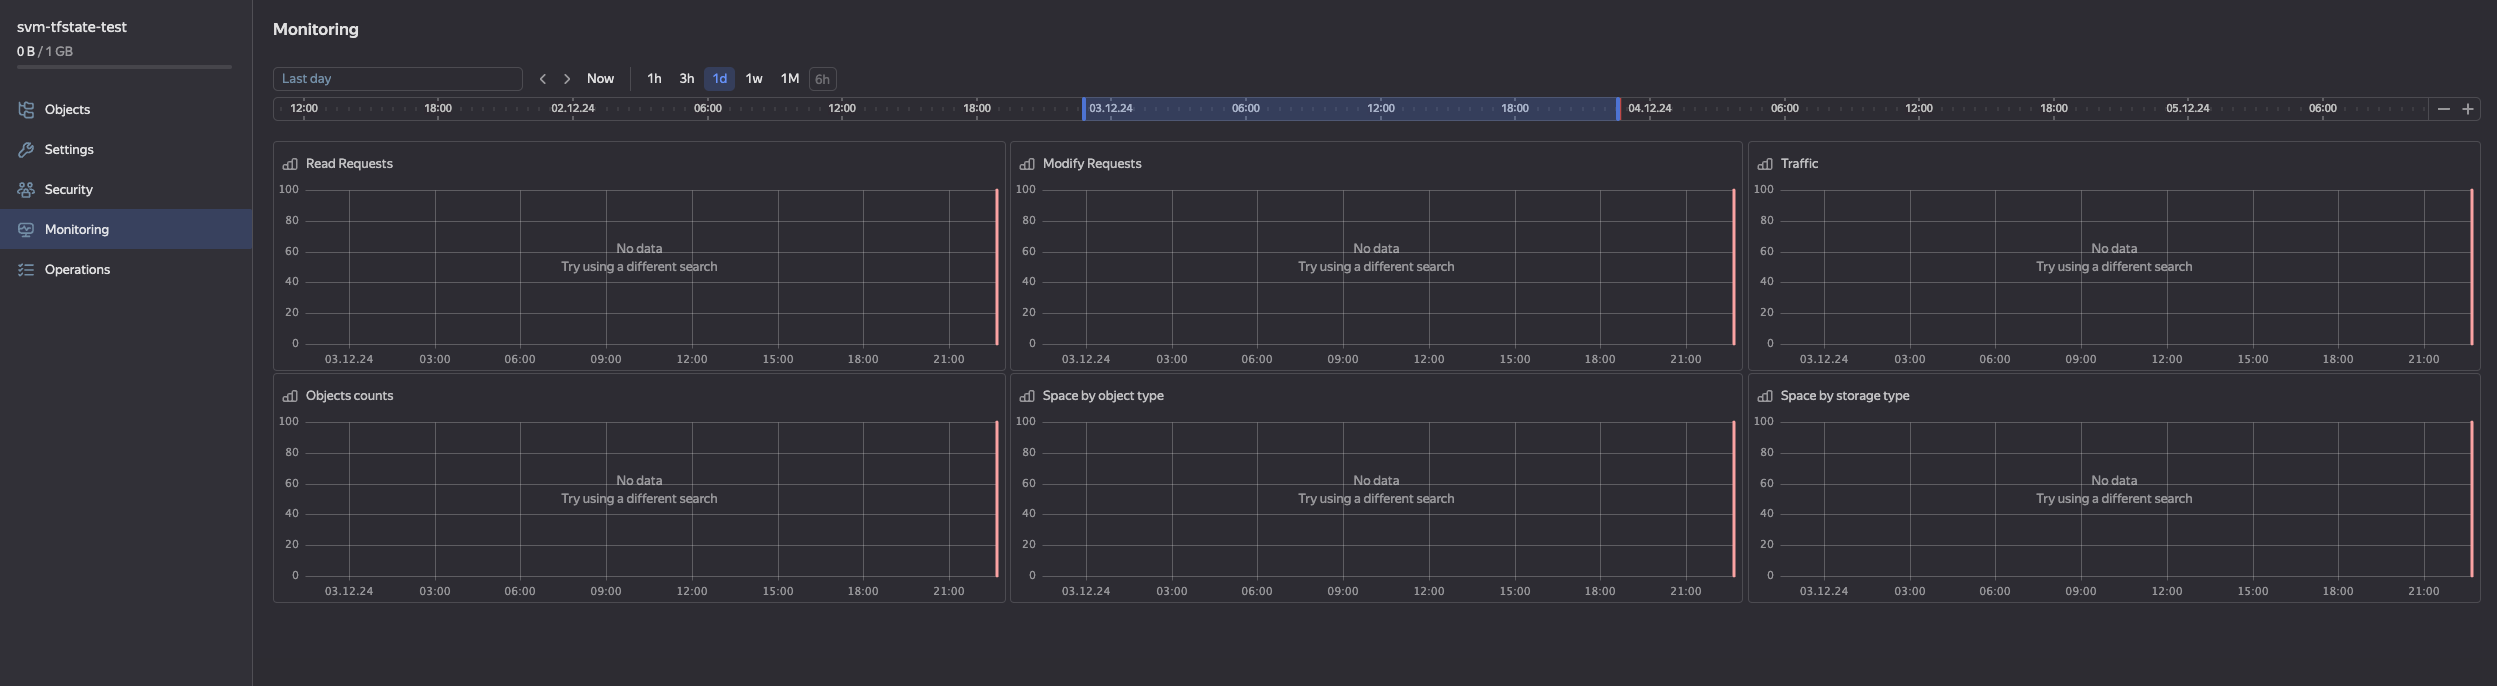 svm-tfstate-test
0 B / 1 GB
Objects
Settings
Security
Monitoring
Operations
Monitoring
Last day
Now 1h 3h 1d 1w 1M 6h
12:00 18:00 02.12.24 06:00 12:00 18:00 03.12.24 06:00 12:00 18:00 04.12.24 06:00 12:00 18:00 05.12.24 06:00
Read Requests
100
80
60
40
20
0
No data
Try using a different search
03.12.24 03:00 06:00 09:00 12:00 15:00 18:00 21:00
Modify Requests
100
80
60
40
20
0
No data
Try using a different search
03.12.24 03:00 06:00 09:00 12:00 15:00 18:00 21:00
Traffic
100
80
60
40
20
0
No data
Try using a different search
03.12.24 03:00 06:00 09:00 12:00 15:00 18:00 21:00
Objects counts
100
80
60
40
20
0
No data
Try using a different search
03.12.24 03:00 06:00 09:00 12:00 15:00 18:00 21:00
Space by object type
100
80
60
40
20
0
No data
Try using a different search
03.12.24 03:00 06:00 09:00 12:00 15:00 18:00 21:00
Space by storage type
100
80
60
40
20
0
No data
Try using a different search
03.12.24 03:00 06:00 09:00 12:00 15:00 18:00 21:00